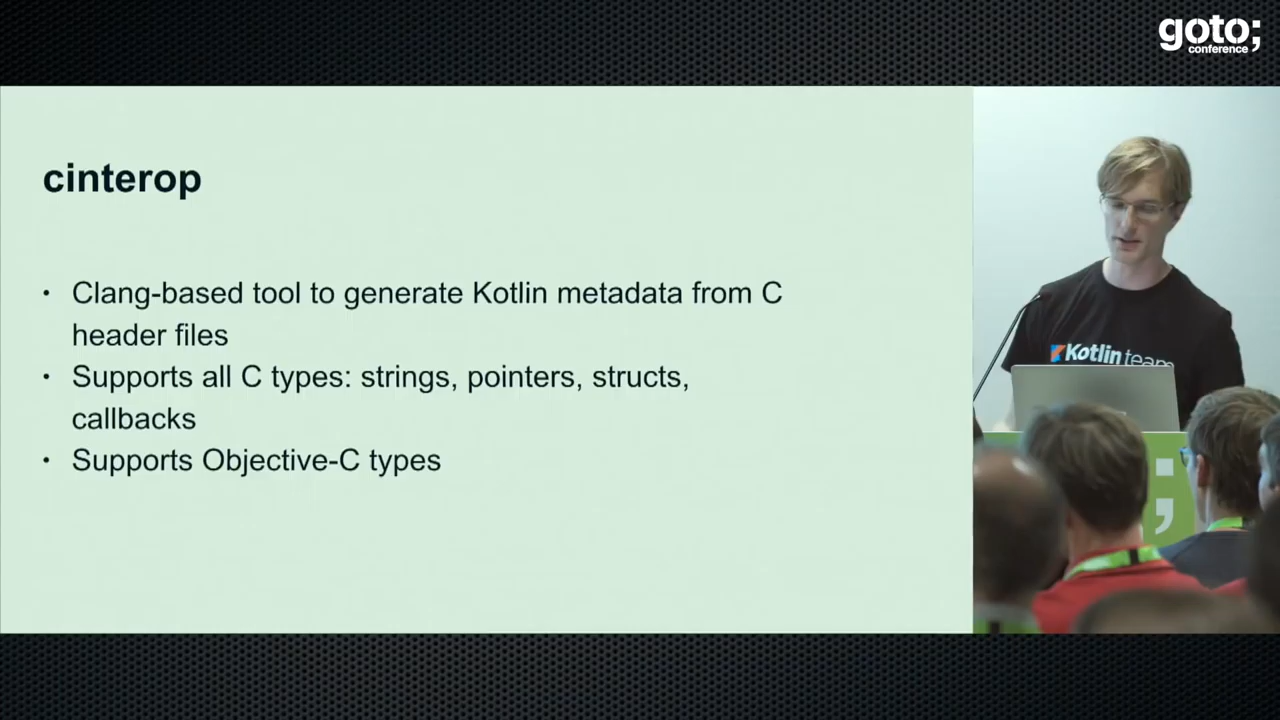 goto;
conference
cinterop
• Clang-based tool to generate Kotlin metadata from C
header files
• Supports all C types: strings, pointers, structs,
callbacks
• Supports Objective-C types
Kotlin team
;